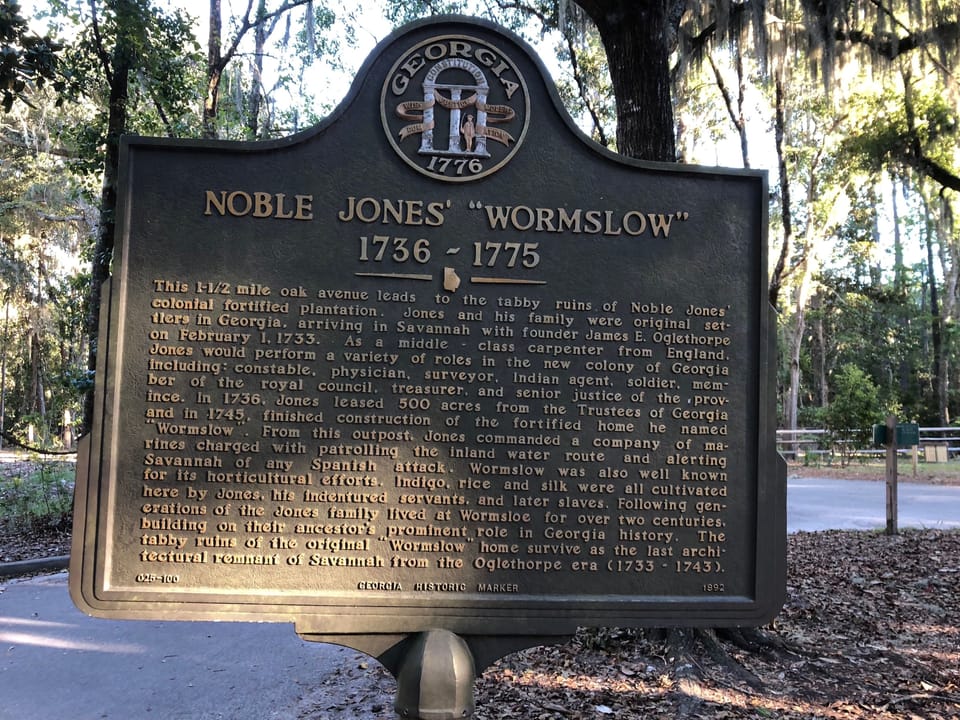 GEORGIA
CONSTITUTION
WISDOM JUSTICE MODERATION
1776
NOBLE JONES' "WORMSLOW"
1736 - 1775
This 1-1/2 mile oak avenue leads to the tabby ruins of Noble Jones'
colonial fortified plantation. Jones and his family were original set-
tlers in Georgia, arriving in Savannah with founder James E. Oglethorpe
on February 1, 1733. As a middle - class carpenter from England,
Jones would perform a variety of roles in the new colony of Georgia
including: constable, physician, surveyor, Indian agent, soldier, mem-
ber of the royal council, treasurer, and senior justice of the prov-
ince. In 1736, Jones leased 500 acres from the Trustees of Georgia
and in 1745, finished construction of the fortified home he named
"Wormslow". From this outpost, Jones commanded a company of ma-
rines charged with patrolling the inland water route and alerting
Savannah of any Spanish attack. Wormslow was also well known
for its horticultural efforts. Indigo, rice and silk were all cultivated
here by Jones, his indentured servants, and later slaves. Following gen-
erations of the Jones family lived at Wormsloe for over two centuries,
building on their ancestor's prominent role in Georgia history. The
tabby ruins of the original "Wormslow" home survive as the last archi-
tectural remnant of Savannah from the Oglethorpe era (1733 - 1743).
025-100 GEORGIA HISTORIC MARKER 1992